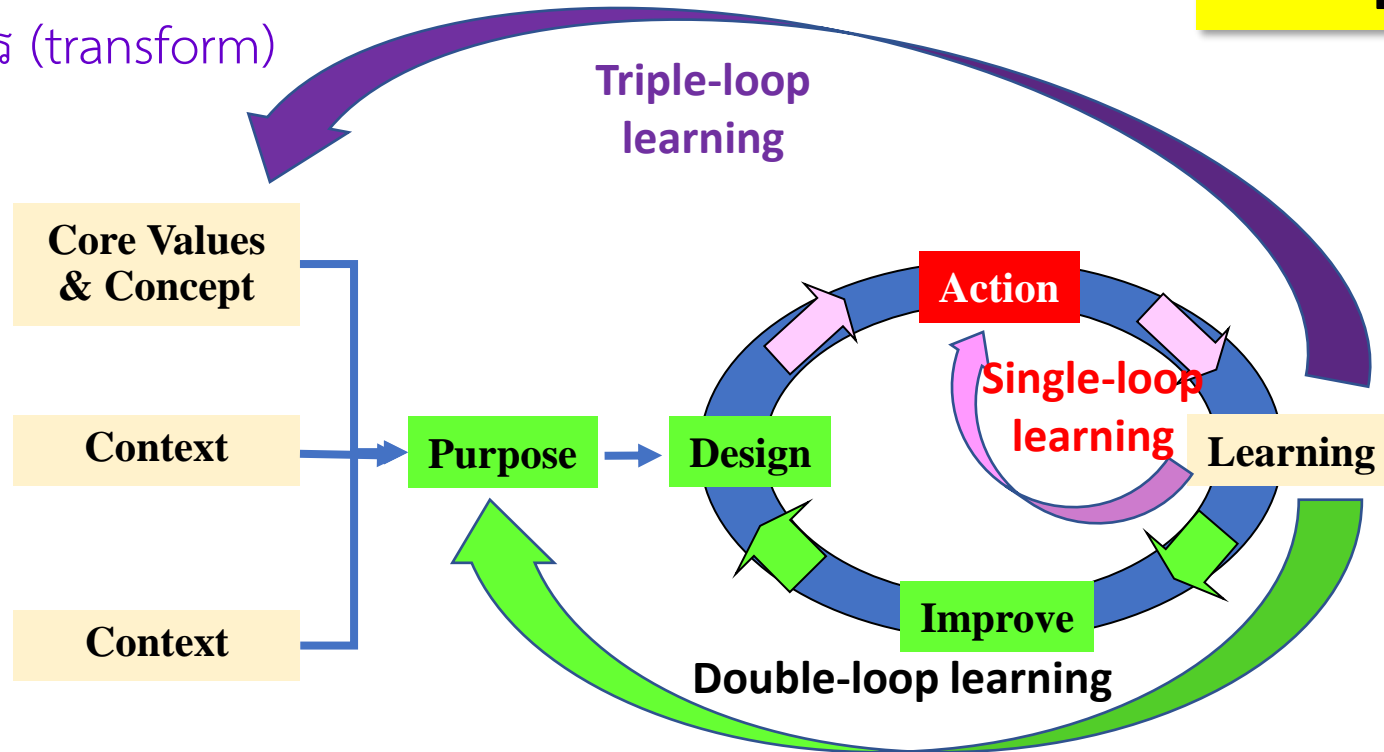 (transform)
Triple-loop
learning
Core Values
& Concept
Action
Single-loop
learning
Context
Purpose
Design
Learning
Improve
Context
Double-loop learning